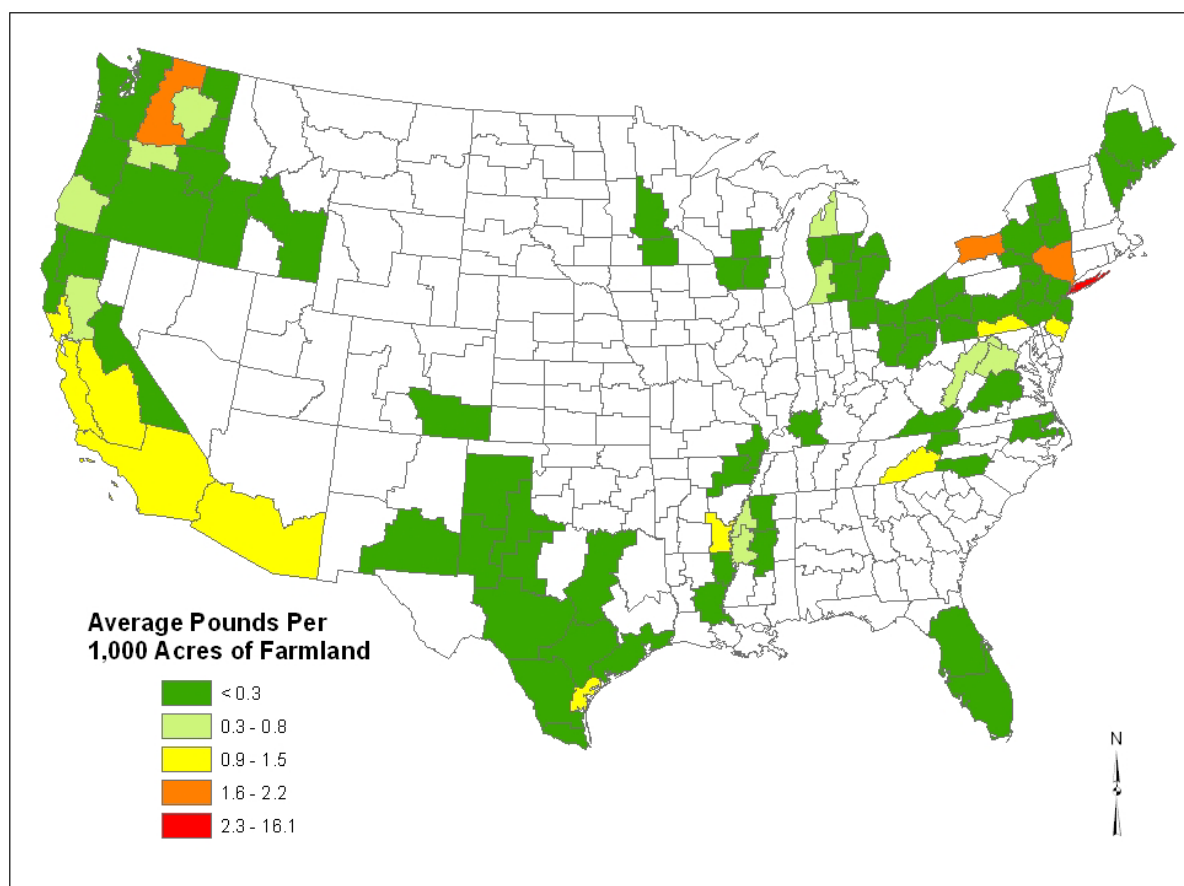 Average Pounds Per
1,000 Acres of Farmland
< 0.3
0.3 - 0.8
0.9 - 1.5
1.6 - 2.2
2.3 - 16.1
N